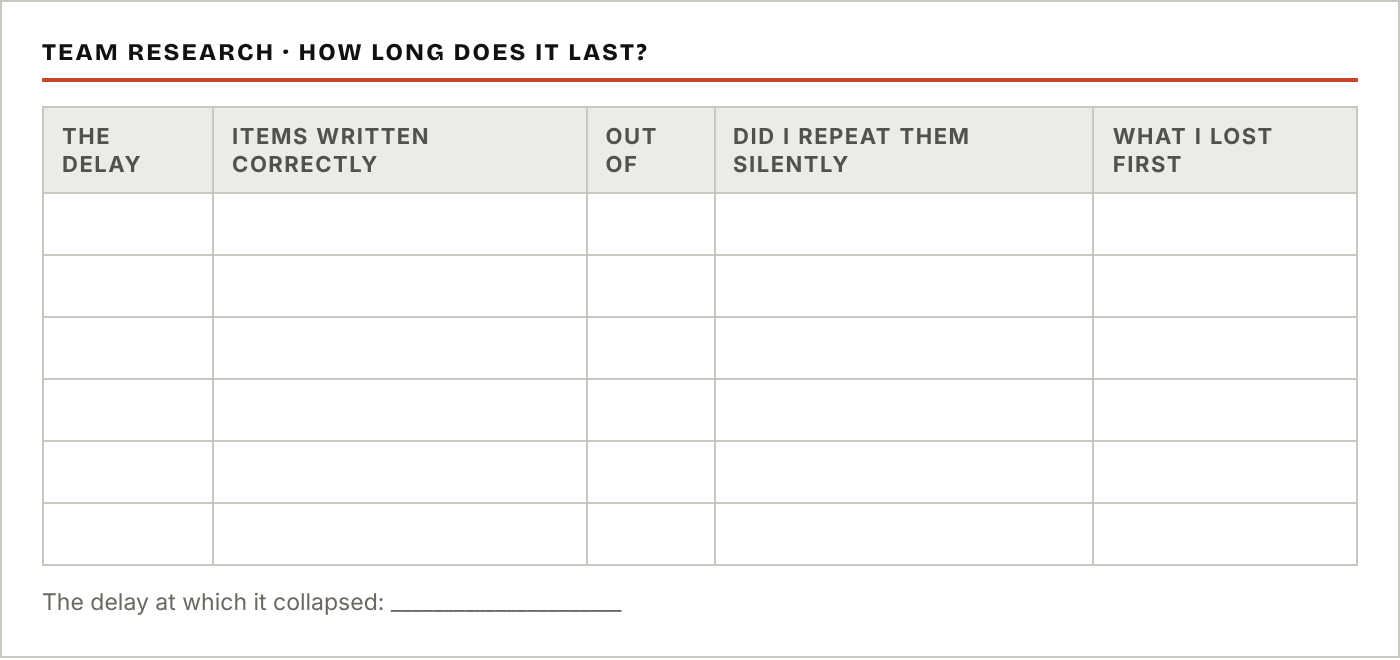 TEAM RESEARCH · HOW LONG DOES IT LAST?
THE DELAY
ITEMS WRITTEN CORRECTLY
OUT OF
DID I REPEAT THEM SILENTLY
WHAT I LOST FIRST
The delay at which it collapsed: ____________________